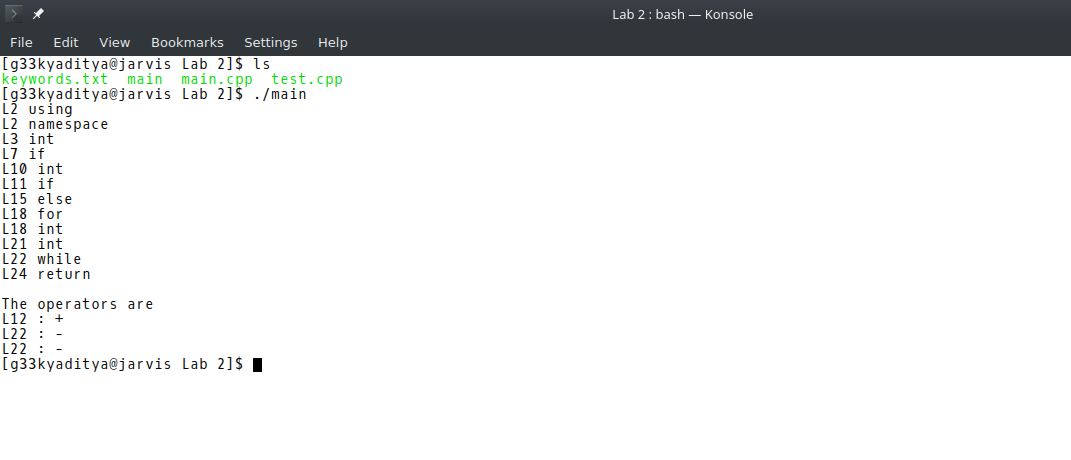 Lab 2 : bash — Konsole
File Edit View Bookmarks Settings Help
[g33kyaditya@jarvis Lab 2]$ ls
keywords.txt  main  main.cpp  test.cpp
[g33kyaditya@jarvis Lab 2]$ ./main
L2 using
L2 namespace
L3 int
L7 if
L10 int
L11 if
L15 else
L18 for
L18 int
L21 int
L22 while
L24 return

The operators are
L12 : +
L22 : -
L22 : -
[g33kyaditya@jarvis Lab 2]$